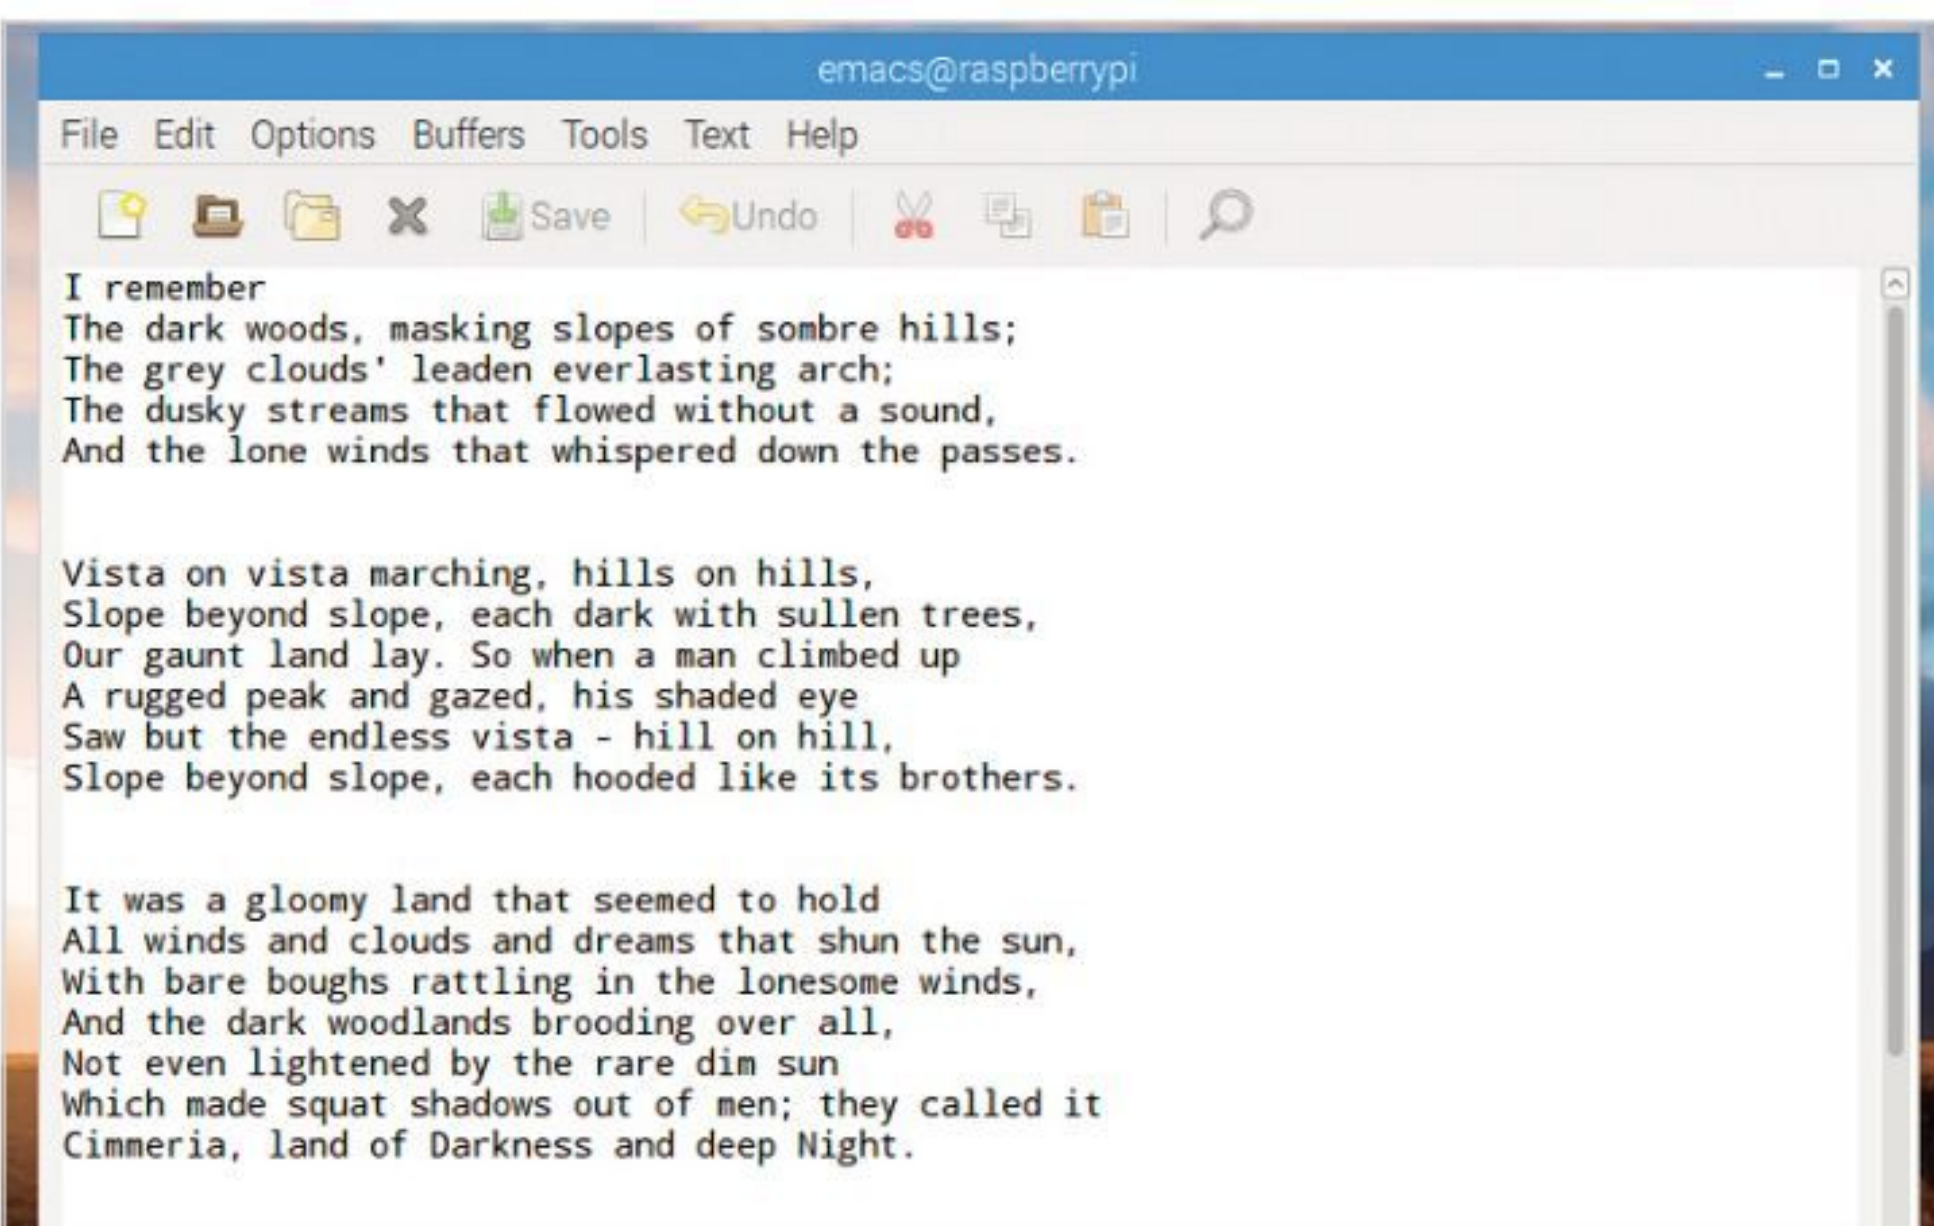 emacs@raspberrypi
File Edit Options Buffers Tools Text Help
Save Undo
I remember
The dark woods, masking slopes of sombre hills;
The grey clouds' leaden everlasting arch;
The dusky streams that flowed without a sound,
And the lone winds that whispered down the passes.
Vista on vista marching, hills on hills,
Slope beyond slope, each dark with sullen trees,
Our gaunt land lay. So when a man climbed up
A rugged peak and gazed, his shaded eye
Saw but the endless vista - hill on hill,
Slope beyond slope, each hooded like its brothers.
It was a gloomy land that seemed to hold
All winds and clouds and dreams that shun the sun,
With bare boughs rattling in the lonesome winds,
And the dark woodlands brooding over all,
Not even lightened by the rare dim sun
Which made squat shadows out of men; they called it
Cimmeria, land of Darkness and deep Night.